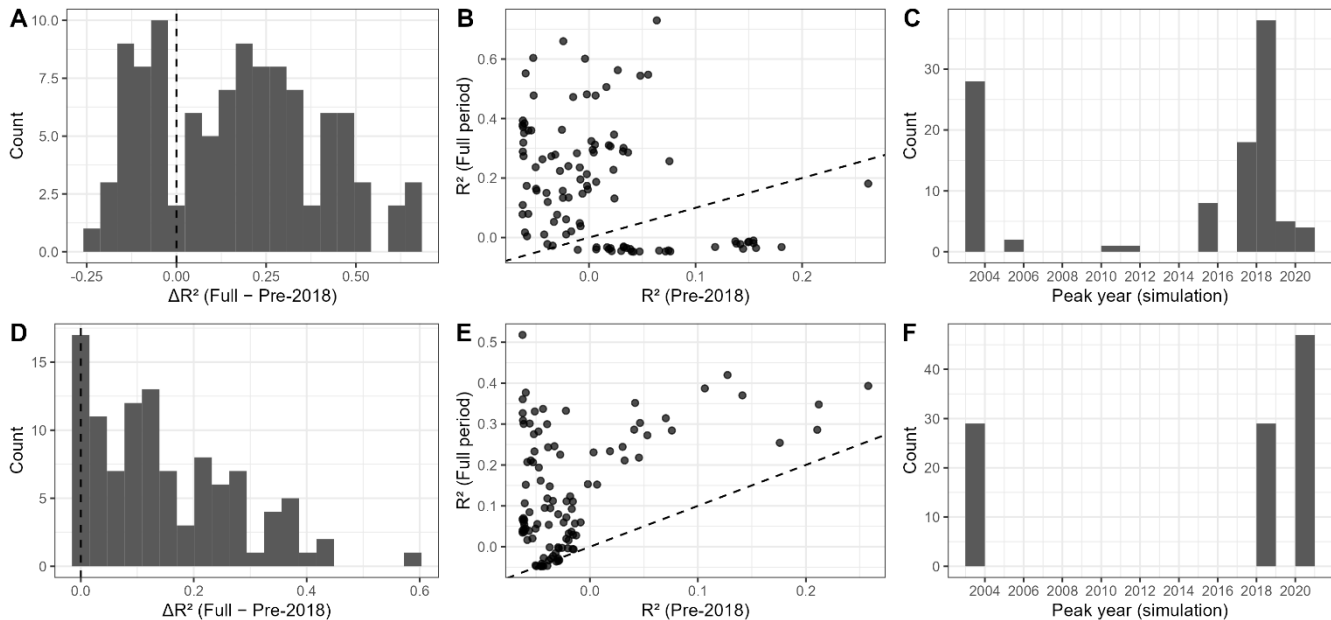 A
10.0
7.5
5.0
2.5
0.0
Count
-0.25 0.00 0.25 0.50
ΔR² (Full − Pre-2018)
B
0.6
0.4
0.2
0.0
R² (Full period)
0.0 0.1 0.2
R² (Pre-2018)
C
30
20
10
0
Count
2004 2006 2008 2010 2012 2014 2016 2018 2020
Peak year (simulation)
D
15
10
5
0
Count
0.0 0.2 0.4 0.6
ΔR² (Full − Pre-2018)
E
0.5
0.4
0.3
0.2
0.1
0.0
R² (Full period)
0.0 0.1 0.2
R² (Pre-2018)
F
40
30
20
10
0
Count
2004 2006 2008 2010 2012 2014 2016 2018 2020
Peak year (simulation)